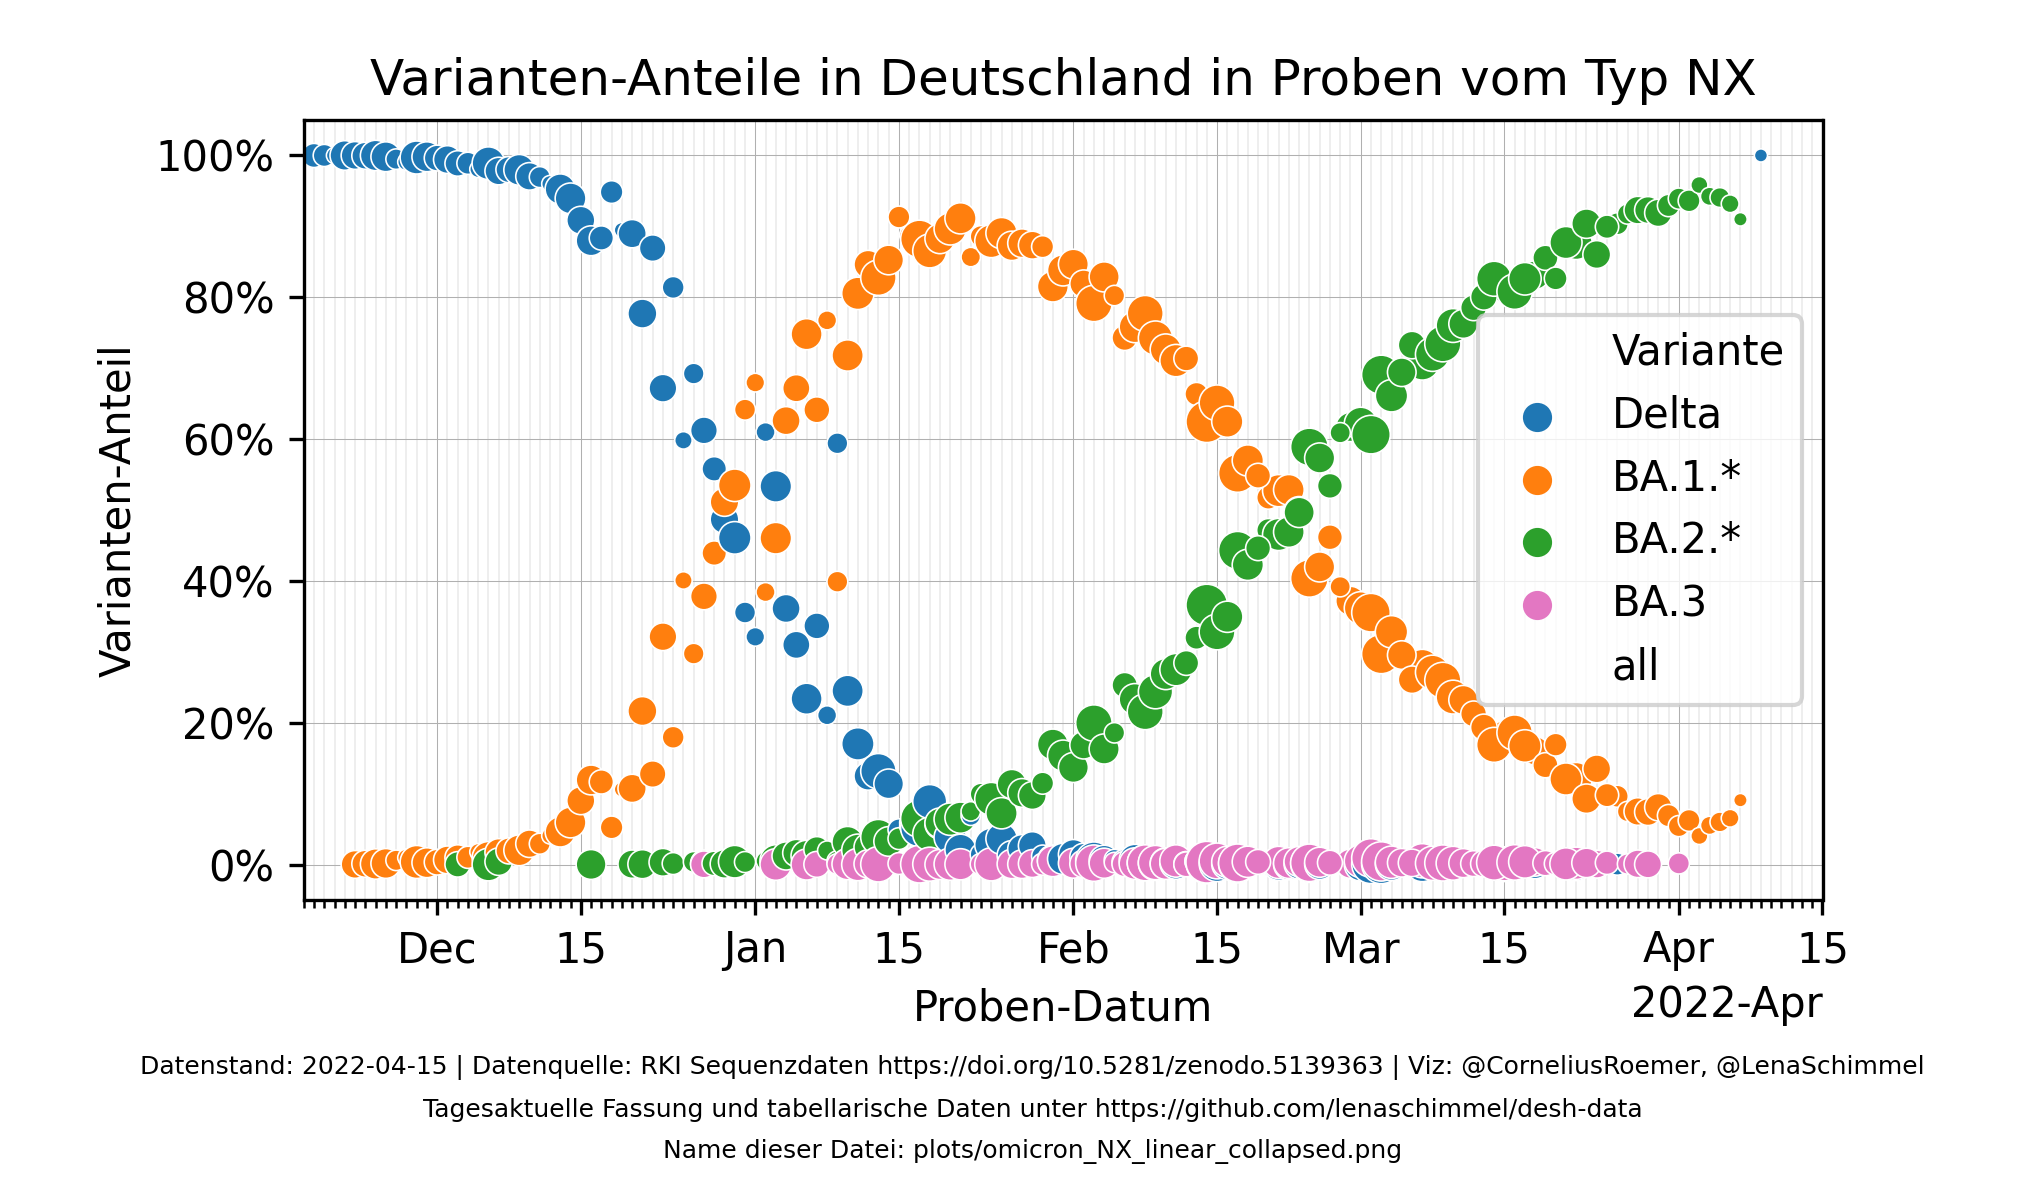 Varianten-Anteile in Deutschland in Proben vom Typ NX
Varianten-Anteil
100%
80%
60%
40%
20%
0%
Variante
Delta
BA.1.*
BA.2.*
BA.3
all
Dec 15 Jan 15 Feb 15 Mar 15 Apr 15
2022-Apr
Proben-Datum
Datenstand: 2022-04-15 | Datenquelle: RKI Sequenzdaten https://doi.org/10.5281/zenodo.5139363 | Viz: @CorneliusRoemer, @LenaSchimmel
Tagesaktuelle Fassung und tabellarische Daten unter https://github.com/lenaschimmel/desh-data
Name dieser Datei: plots/omicron_NX_linear_collapsed.png